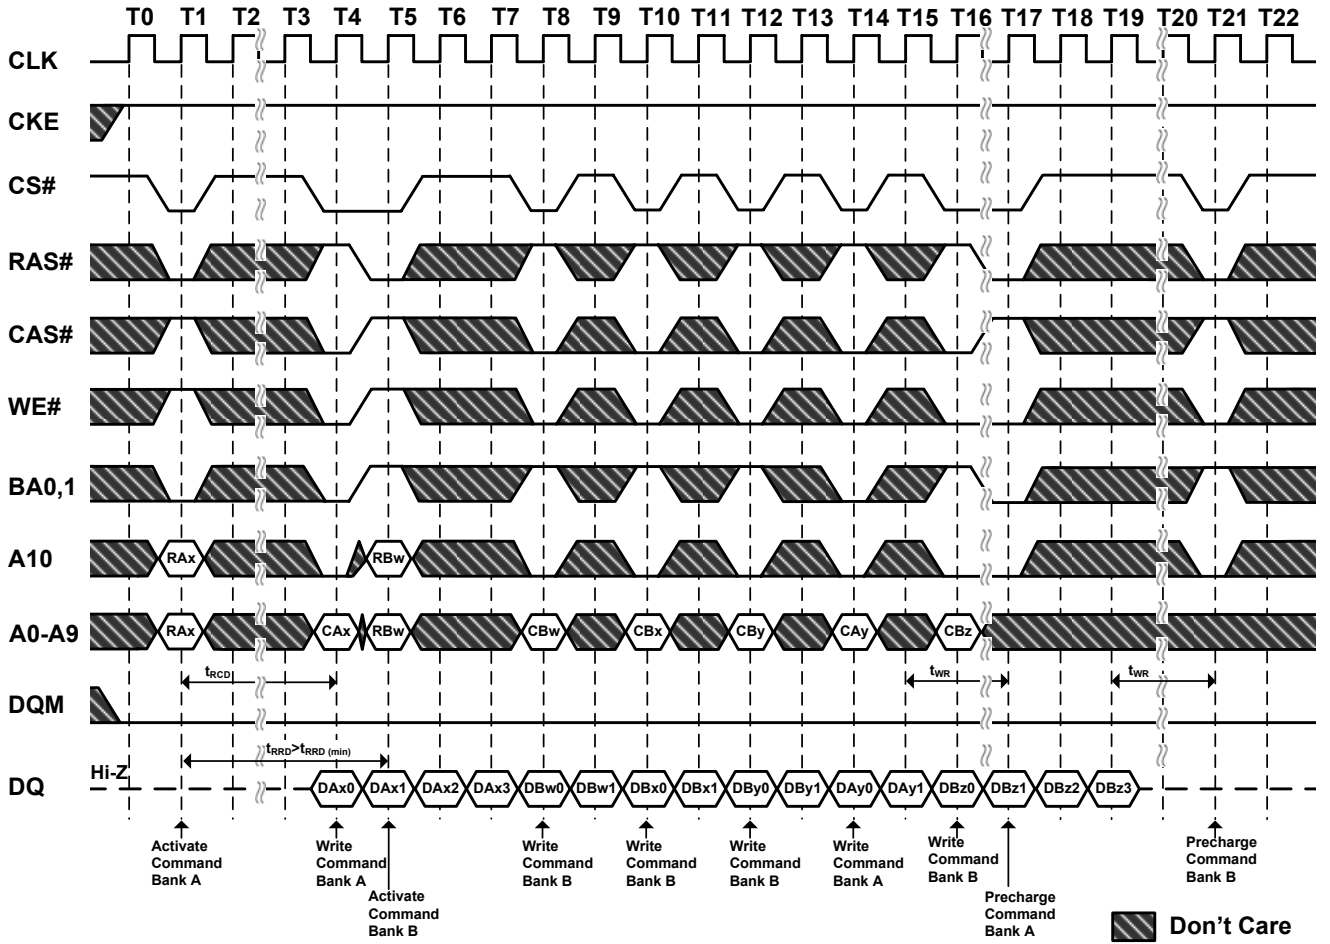 T0 T1 T2 T3 T4 T5 T6 T7 T8 T9 T10 T11 T12 T13 T14 T15 T16 T17 T18 T19 T20 T21 T22
CLK
CKE
CS#
RAS#
CAS#
WE#
BA0,1
A10 RAx RBw
A0-A9 RAx CAx RBw CBw CBx CBy CAy CBz
tRCD tWR tWR
DQM
tRRD>tRRD (min)
Hi-Z
DQ DAx0 DAx1 DAx2 DAx3 DBw0 DBw1 DBx0 DBx1 DBy0 DBy1 DAy0 DAy1 DBz0 DBz1 DBz2 DBz3
Activate
Command
Bank A
Write
Command
Bank A
Activate
Command
Bank B
Write
Command
Bank B
Write
Command
Bank B
Write
Command
Bank B
Write
Command
Bank A
Write
Command
Bank B
Precharge
Command
Bank A
Precharge
Command
Bank B
Don't Care